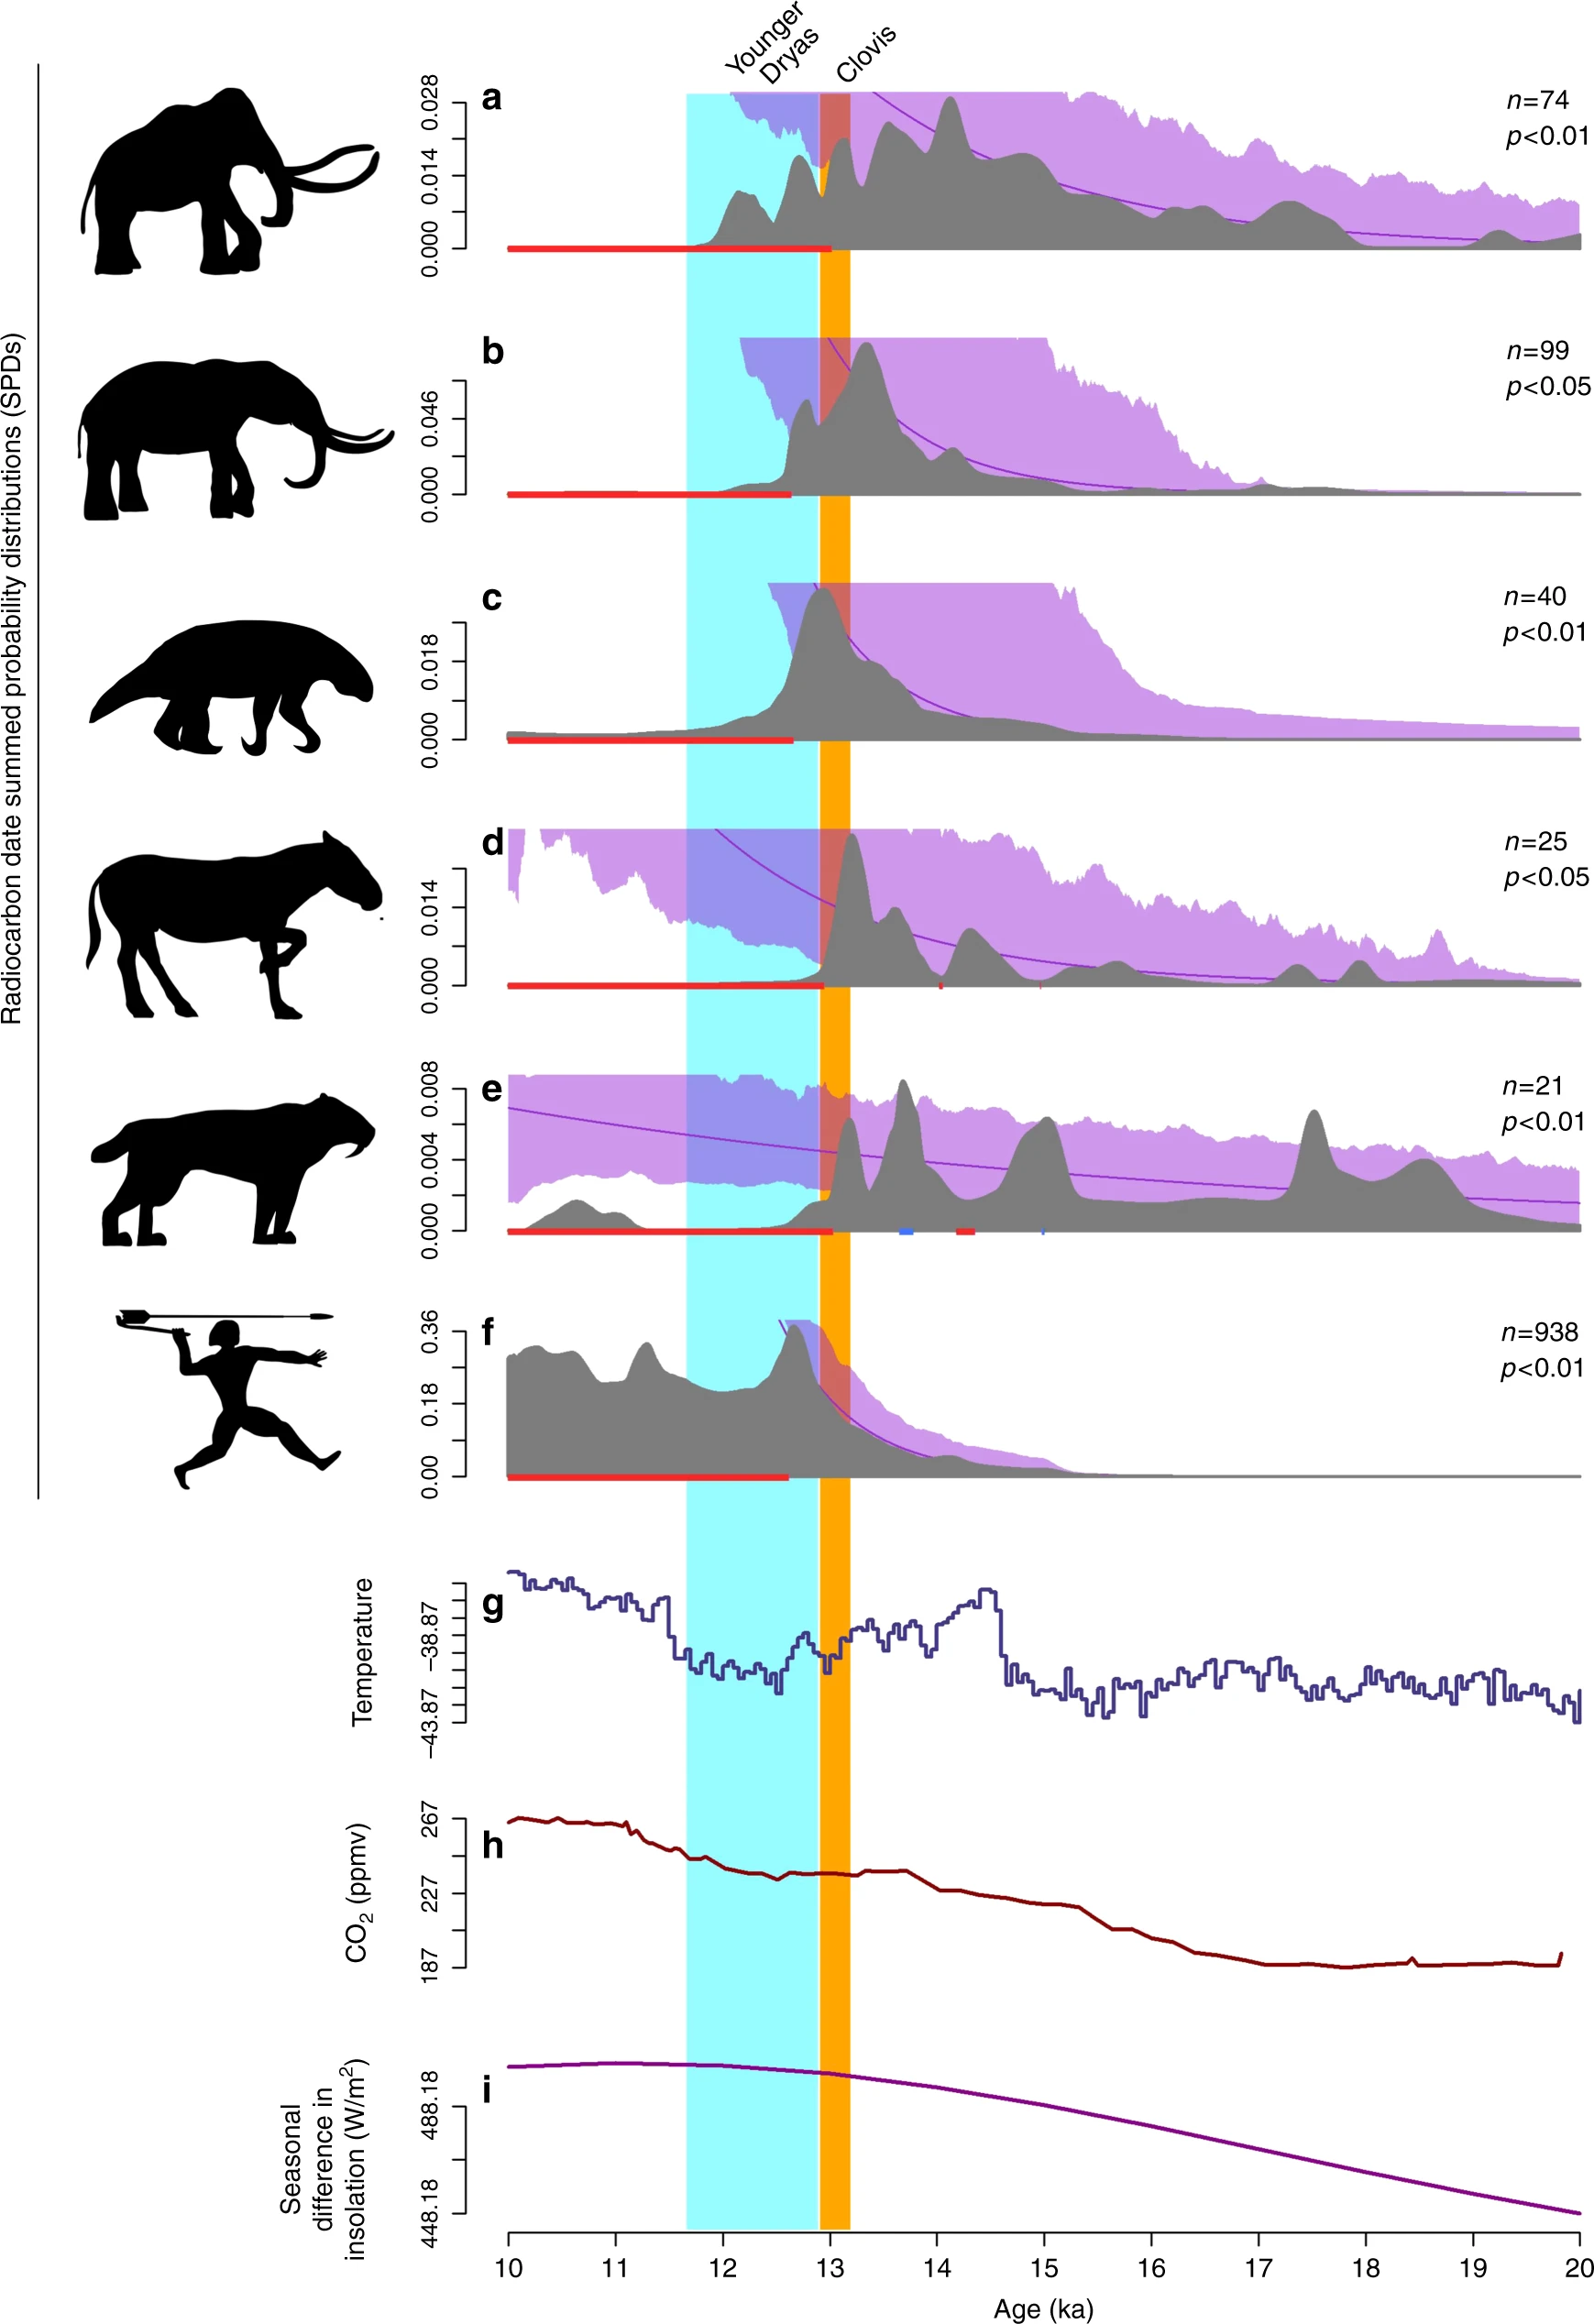 Younger
Dryas
Clovis
Radiocarbon date summed probability distributions (SPDs)
a
0.028
0.014
0.000
n=74
p<0.01
b
0.046
0.000
n=99
p<0.05
c
0.018
0.000
n=40
p<0.01
d
0.014
0.000
n=25
p<0.05
e
0.008
0.004
0.000
n=21
p<0.01
f
0.36
0.18
0.00
n=938
p<0.01
Temperature
g
−38.87
−43.87
CO2 (ppmv)
h
267
227
187
Seasonal
difference in
insolation (W/m2)
i
488.18
448.18
10 11 12 13 14 15 16 17 18 19 20
Age (ka)